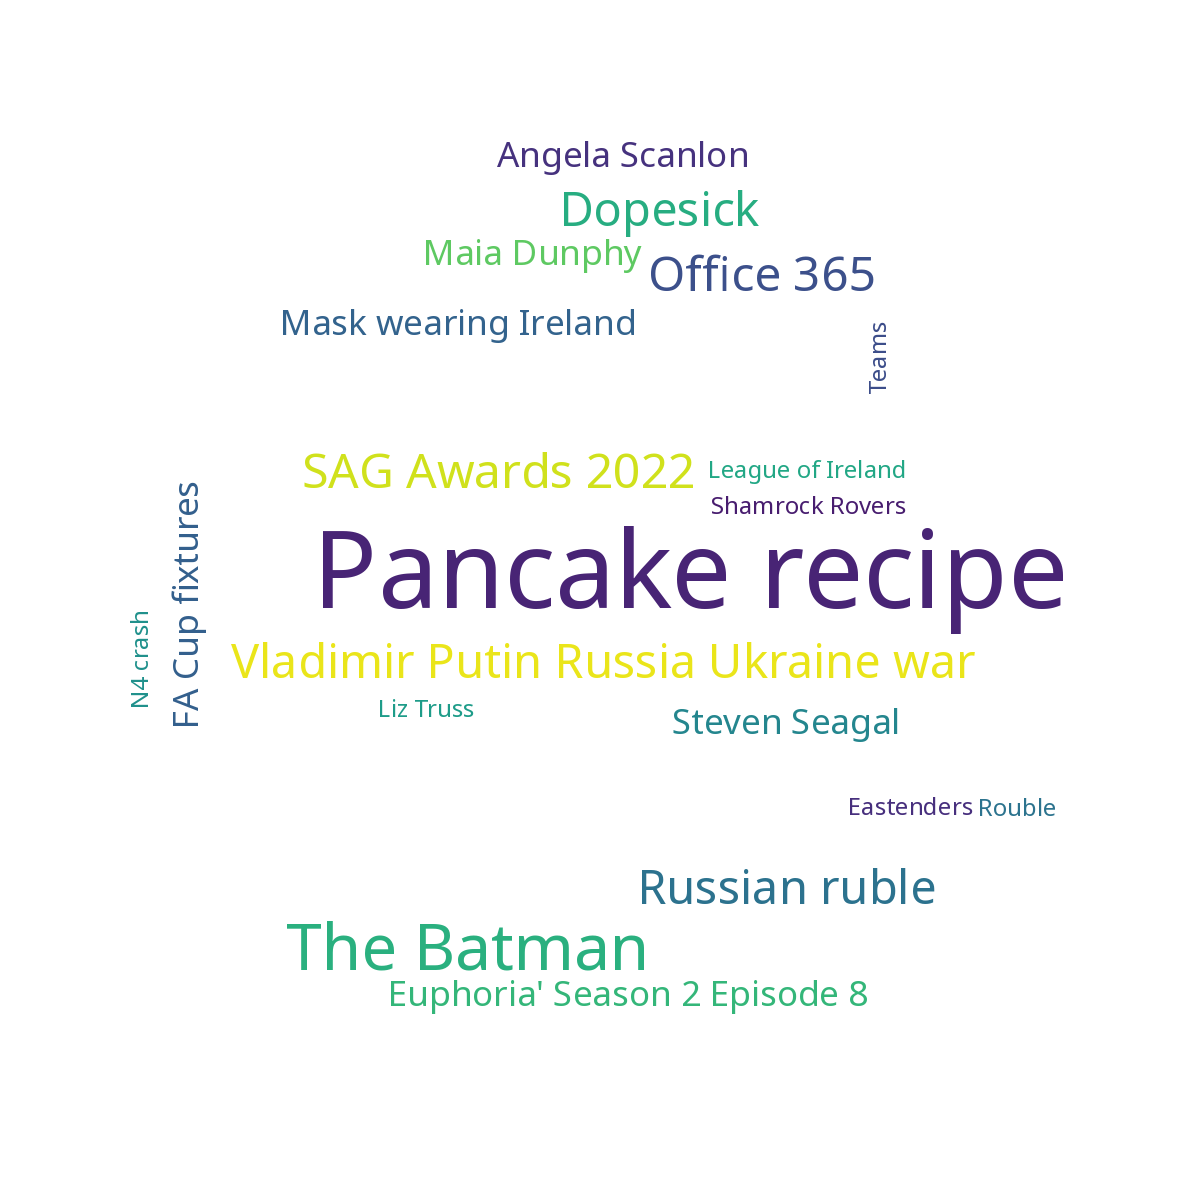 Angela Scanlon
Dopesick
Maia Dunphy
Office 365
Mask wearing Ireland
Teams
SAG Awards 2022
League of Ireland
Shamrock Rovers
Pancake recipe
FA Cup fixtures
N4 crash
Vladimir Putin Russia Ukraine war
Liz Truss
Steven Seagal
Eastenders
Rouble
Russian ruble
The Batman
Euphoria' Season 2 Episode 8